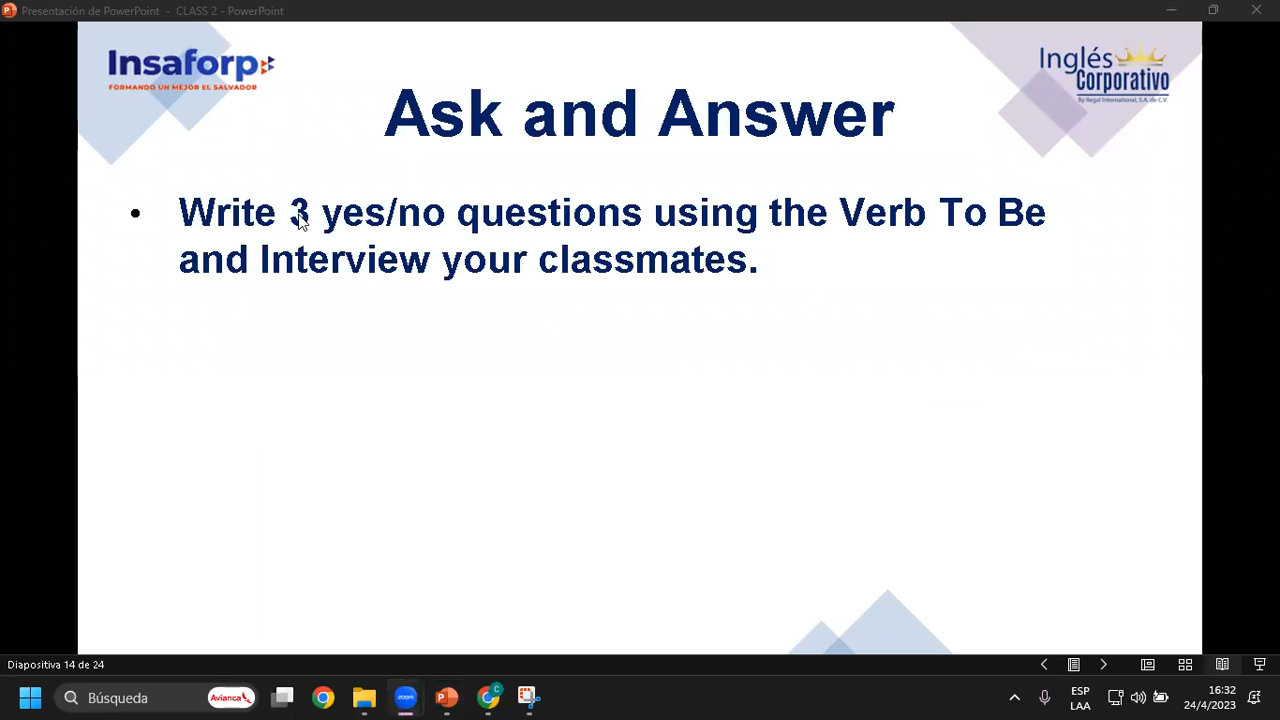 Presentación de PowerPoint - CLASS 2 - PowerPoint
Insaforp
FORMANDO UN MEJOR EL SALVADOR
Inglés
Corporativo
By Regal International, S.A. de C.V.
Ask and Answer
• Write 3 yes/no questions using the Verb To Be
and Interview your classmates.
Diapositiva 14 de 24
Búsqueda
Avianca
zoom
C
ESP
LAA
16:32
24/4/2023